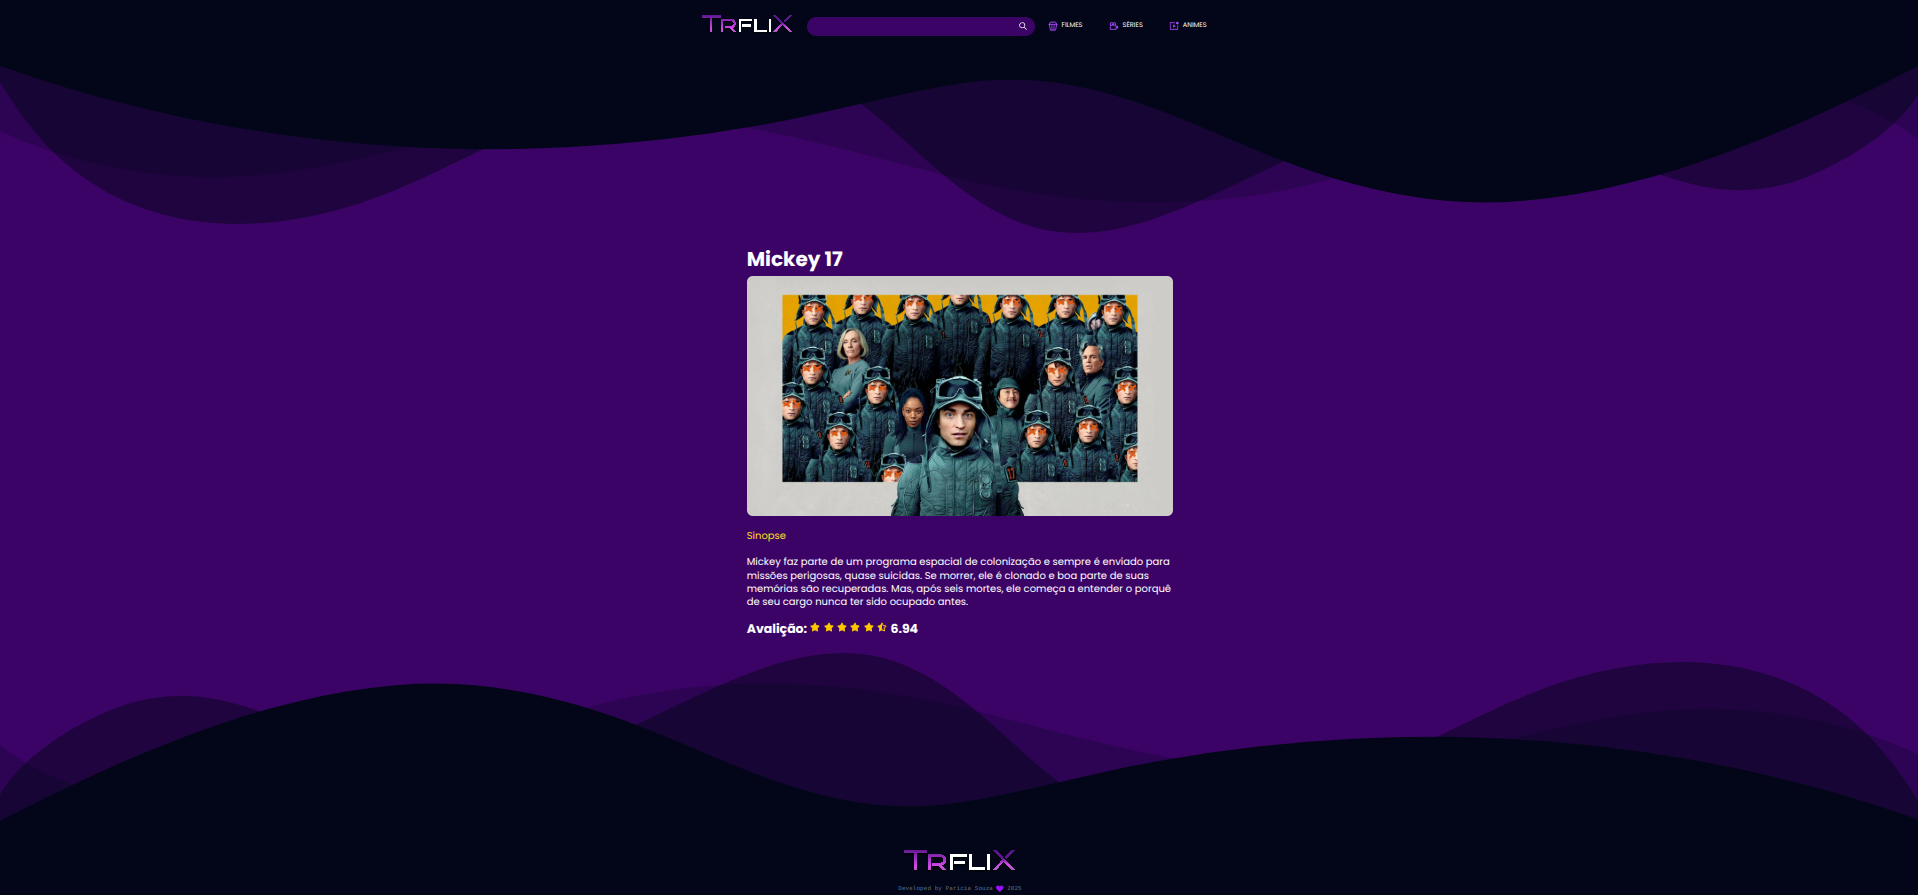 TRFLIX
FILMES
SÉRIES
ANIMES
Mickey 17
Sinopse
Mickey faz parte de um programa espacial de colonização e sempre é enviado para
missões perigosas, quase suicidas. Se morrer, ele é clonado e boa parte de suas
memórias são recuperadas. Mas, após seis mortes, ele começa a entender o porquê
de seu cargo nunca ter sido ocupado antes.
Avalição: 6.94
TRFLIX
Developed by Paricia Souza 2025